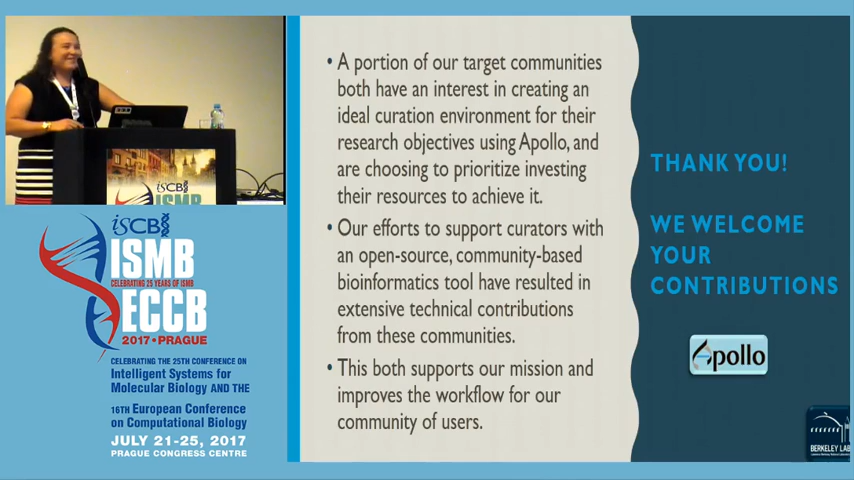 iSCB
ISMB
iSCB
ISMB
CELEBRATING 25 YEARS OF ISMB
ECCB
2017 • PRAGUE
CELEBRATING THE 25TH CONFERENCE ON
Intelligent Systems for
Molecular Biology AND THE
16TH European Conference
on Computational Biology
JULY 21-25, 2017
PRAGUE CONGRESS CENTRE
• A portion of our target communities
both have an interest in creating an
ideal curation environment for their
research objectives using Apollo, and
are choosing to prioritize investing
their resources to achieve it.
• Our efforts to support curators with
an open-source, community-based
bioinformatics tool have resulted in
extensive technical contributions
from these communities.
• This both supports our mission and
improves the workflow for our
community of users.
THANK YOU!
WE WELCOME
YOUR
CONTRIBUTIONS
Apollo
BERKELEY LAB